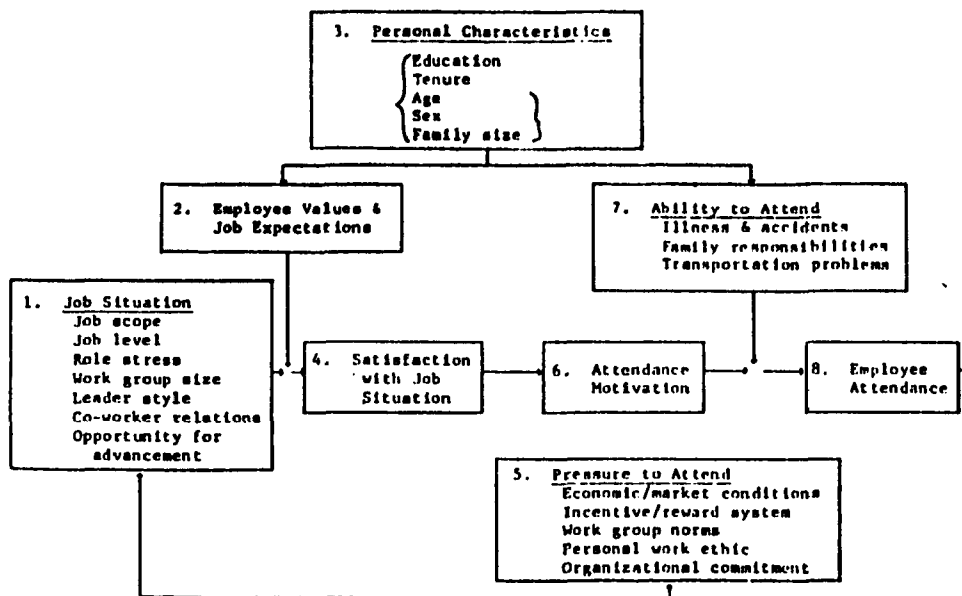 3. Personal Characteristics
Education
Tenure
Age
Sex
Family size
2. Employee Values &
Job Expectations
7. Ability to Attend
Illness & accidents
Family responsibilities
Transportation problems
1. Job Situation
Job scope
Job level
Role stress
Work group size
Leader style
Co-worker relations
Opportunity for
advancement
4. Satisfaction
with Job
Situation
6. Attendance
Motivation
8. Employee
Attendance
5. Pressure to Attend
Economic/market conditions
Incentive/reward system
Work group norms
Personal work ethic
Organizational commitment